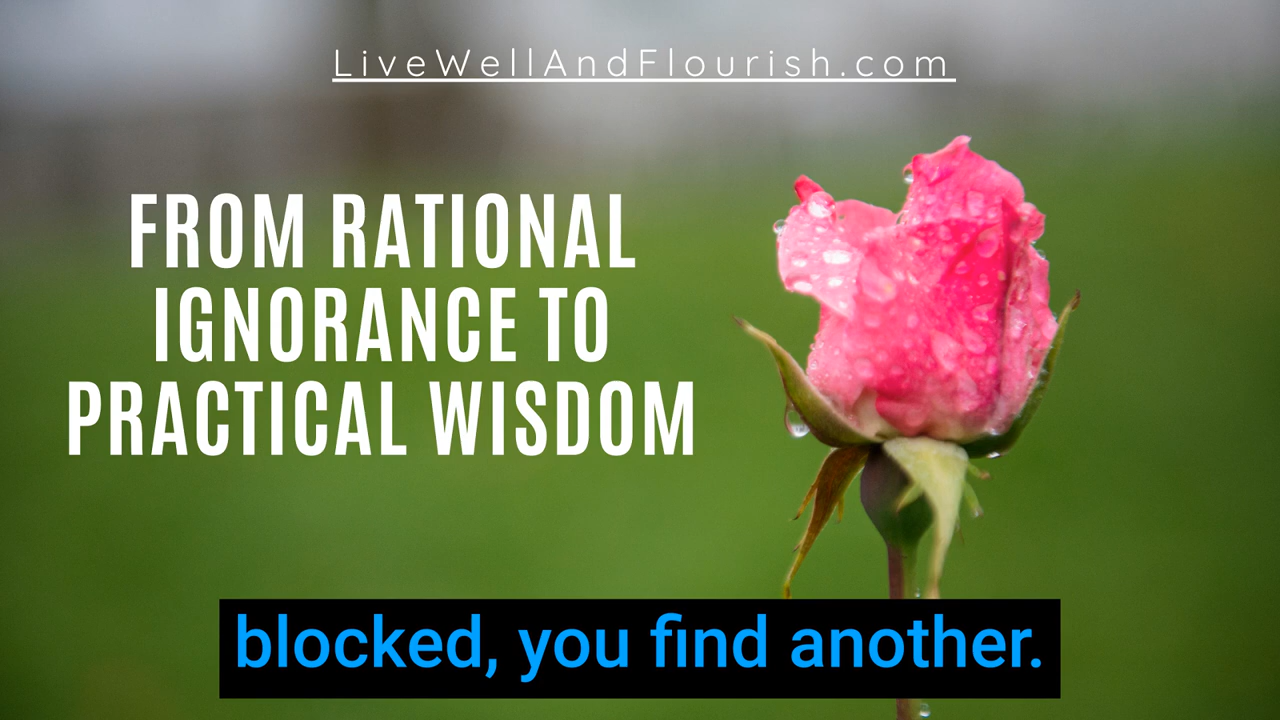 LiveWellAndFlourish.com
FROM RATIONAL
IGNORANCE TO
PRACTICAL WISDOM
blocked, you find another.